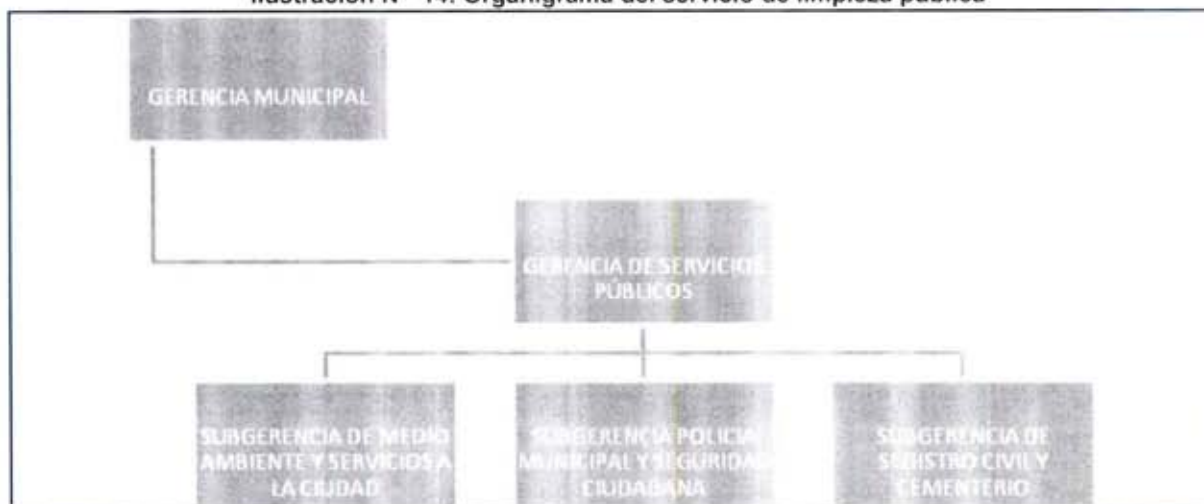 Ilustración N° 14: Organigrama del servicio de limpieza pública
GERENCIA MUNICIPAL
GERENCIA DE SERVICIOS
PÚBLICOS
SUBGERENCIA DE MEDIO
AMBIENTE Y SERVICIOS A
LA CIUDAD
SUBGERENCIA POLICIA
MUNICIPAL Y SEGURIDAD
CIUDADANA
SUBGERENCIA DE
REGISTRO CIVIL Y
CEMENTERIO